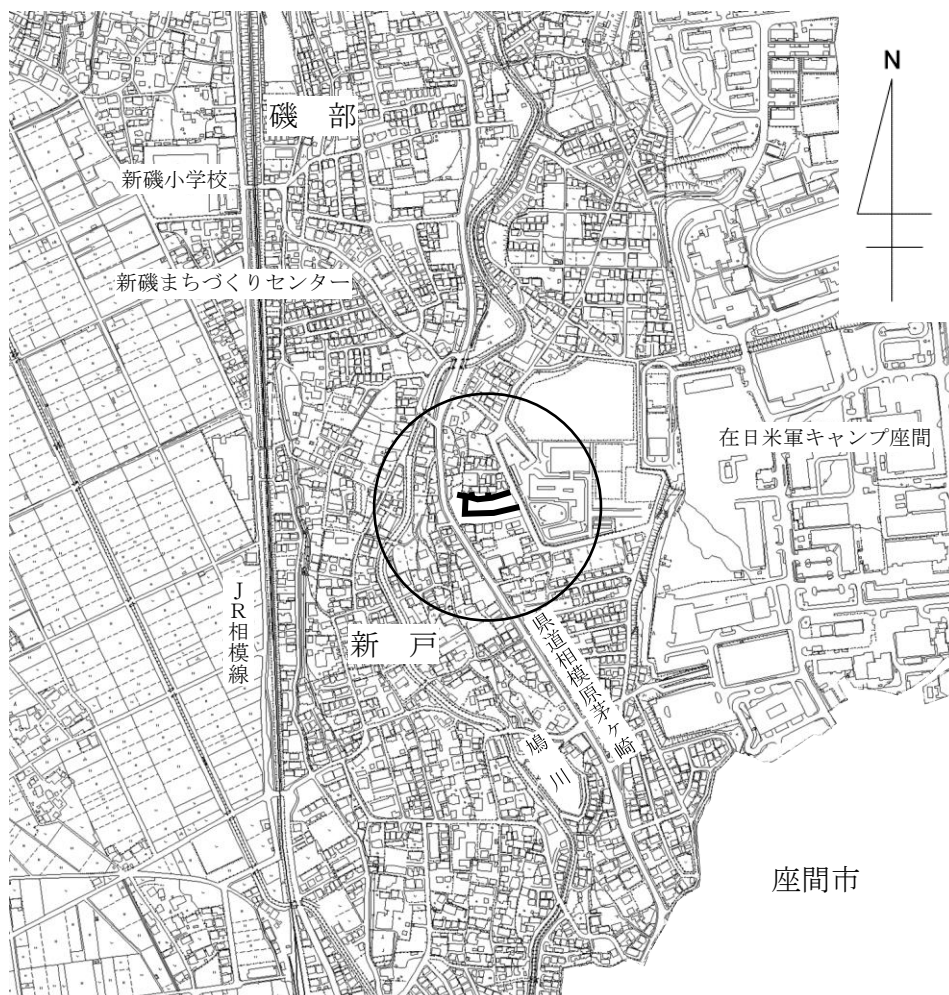 N
磯 部
新磯小学校
新磯まちづくりセンター
在日米軍キャンプ座間
JR相模線
新 戸
県道相模原茅ヶ崎
鳩川
座間市